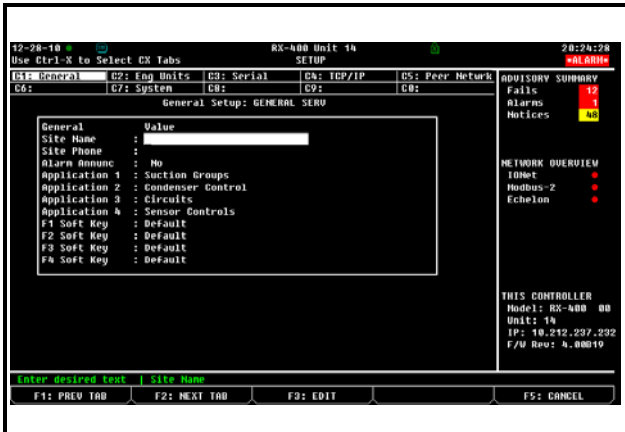 12-28-10 RX-400 Unit 14 20:24:28
Use Ctrl-X to Select CX Tabs SETUP *ALARM*
C1: General C2: Eng Units C3: Serial C4: TCP/IP C5: Peer Netwrk
C6: C7: System C8: C9: C0:
General Setup: GENERAL SERV
General Value
Site Name :
Site Phone :
Alarm Annunc : No
Application 1 : Suction Groups
Application 2 : Condenser Control
Application 3 : Circuits
Application 4 : Sensor Controls
F1 Soft Key : Default
F2 Soft Key : Default
F3 Soft Key : Default
F4 Soft Key : Default
ADVISORY SUMMARY
Fails 12
Alarms 1
Notices 48
NETWORK OVERVIEW
IONet
Modbus-2
Echelon
THIS CONTROLLER
Model: RX-400 00
Unit: 14
IP: 10.212.237.232
F/W Rev: 4.00B19
Enter desired text | Site Name
F1: PREV TAB F2: NEXT TAB F3: EDIT F5: CANCEL